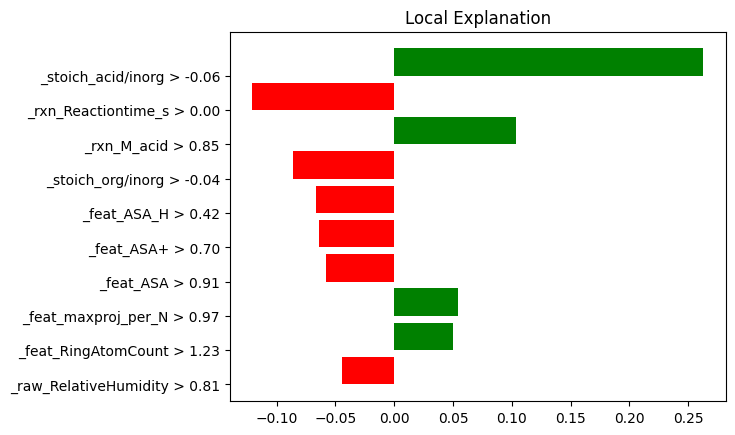 Local Explanation
_stoich_acid/inorg > -0.06
_rxn_Reactiontime_s > 0.00
_rxn_M_acid > 0.85
_stoich_org/inorg > -0.04
_feat_ASA_H > 0.42
_feat_ASA+ > 0.70
_feat_ASA > 0.91
_feat_maxproj_per_N > 0.97
_feat_RingAtomCount > 1.23
_raw_RelativeHumidity > 0.81
−0.10 −0.05 0.00 0.05 0.10 0.15 0.20 0.25